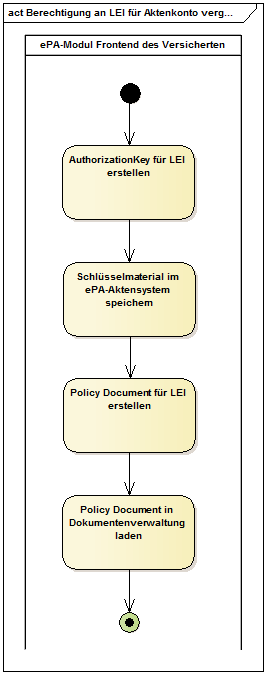 act Berechtigung an LEI für Aktenkonto verg...
ePA-Modul Frontend des Versicherten
AuthorizationKey für LEI
erstellen
Schlüsselmaterial im
ePA-Aktensystem
speichern
Policy Document für LEI
erstellen
Policy Document in
Dokumentenverwaltung
laden